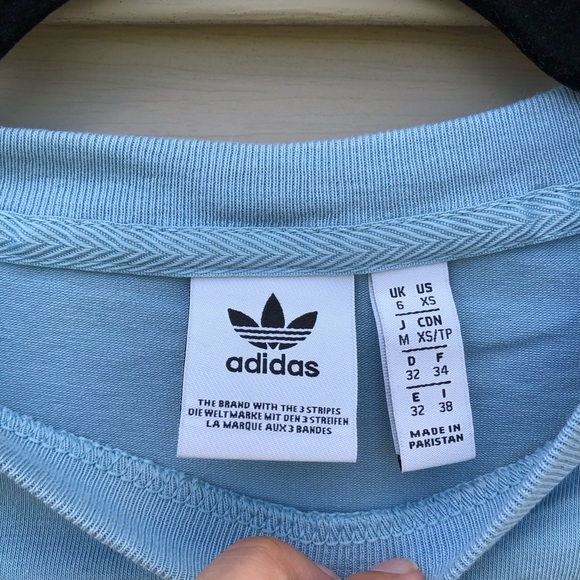 adidas
THE BRAND WITH THE 3 STRIPES
DIE WELTMARKE MIT DEN 3 STREIFEN
LA MARQUE AUX 3 BANDES
UK US
6 XS
J CDN
M XS/TP
D F
32 34
E I
32 38
MADE IN
PAKISTAN